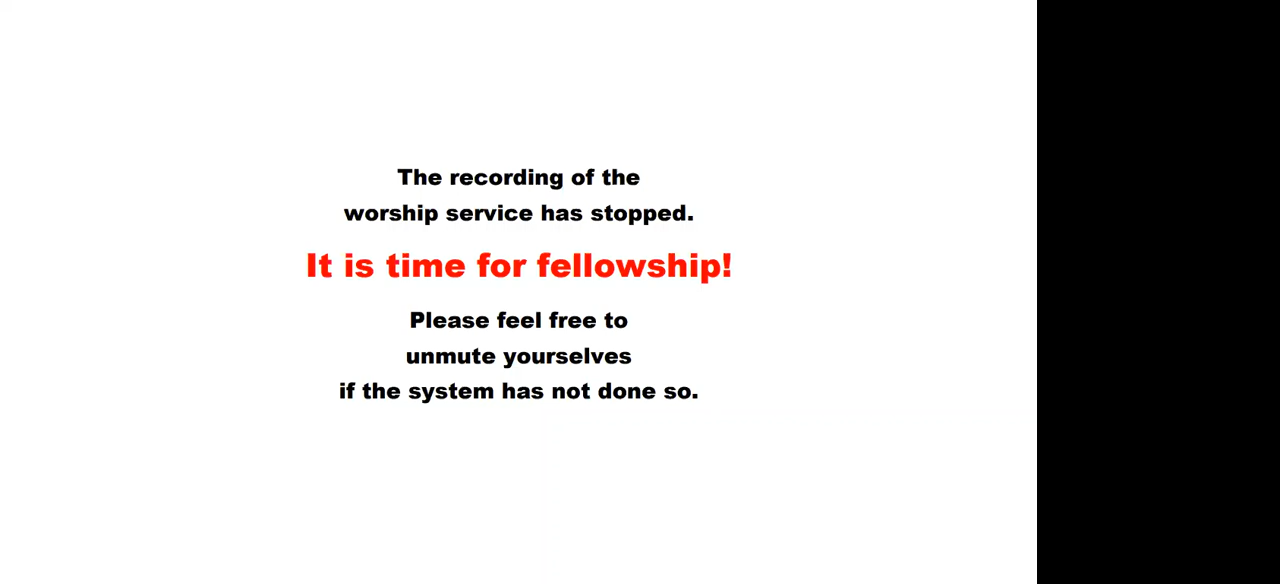 The recording of the
worship service has stopped.
It is time for fellowship!
Please feel free to
unmute yourselves
if the system has not done so.